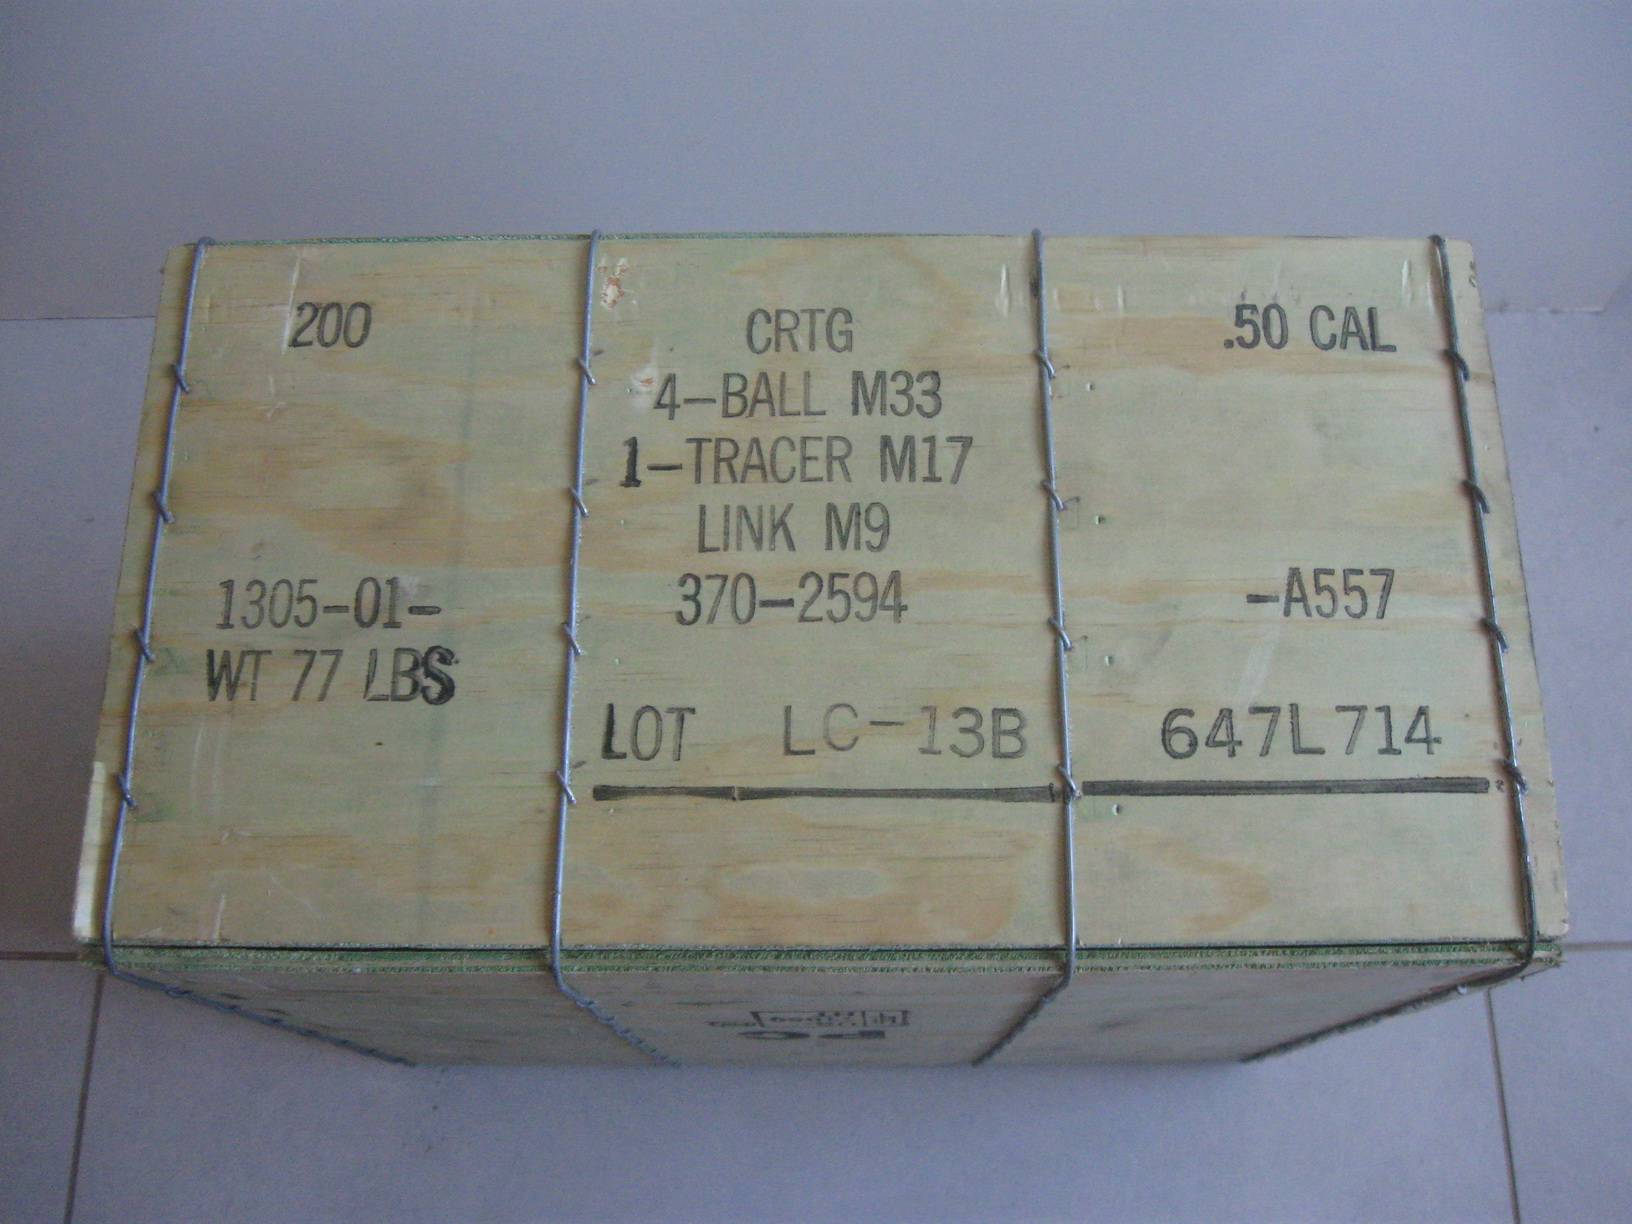 200 CRTG .50 CAL
4-BALL M33
1-TRACER M17
LINK M9
1305-01- 370-2594 -A557
WT 77 LBS
LOT LC-13B 647L714